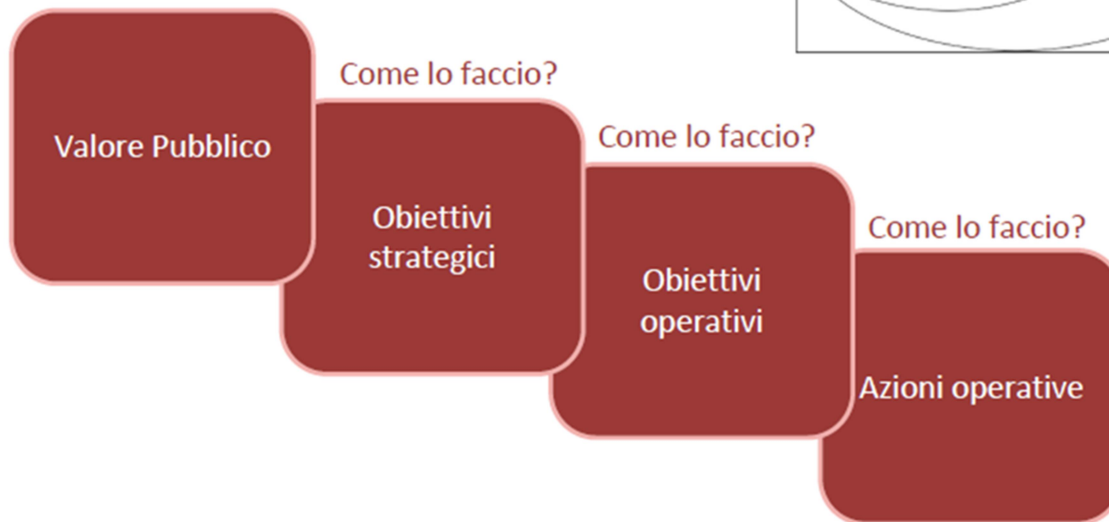 Valore Pubblico
Come lo faccio?
Obiettivi
strategici
Come lo faccio?
Obiettivi
operativi
Come lo faccio?
Azioni operative